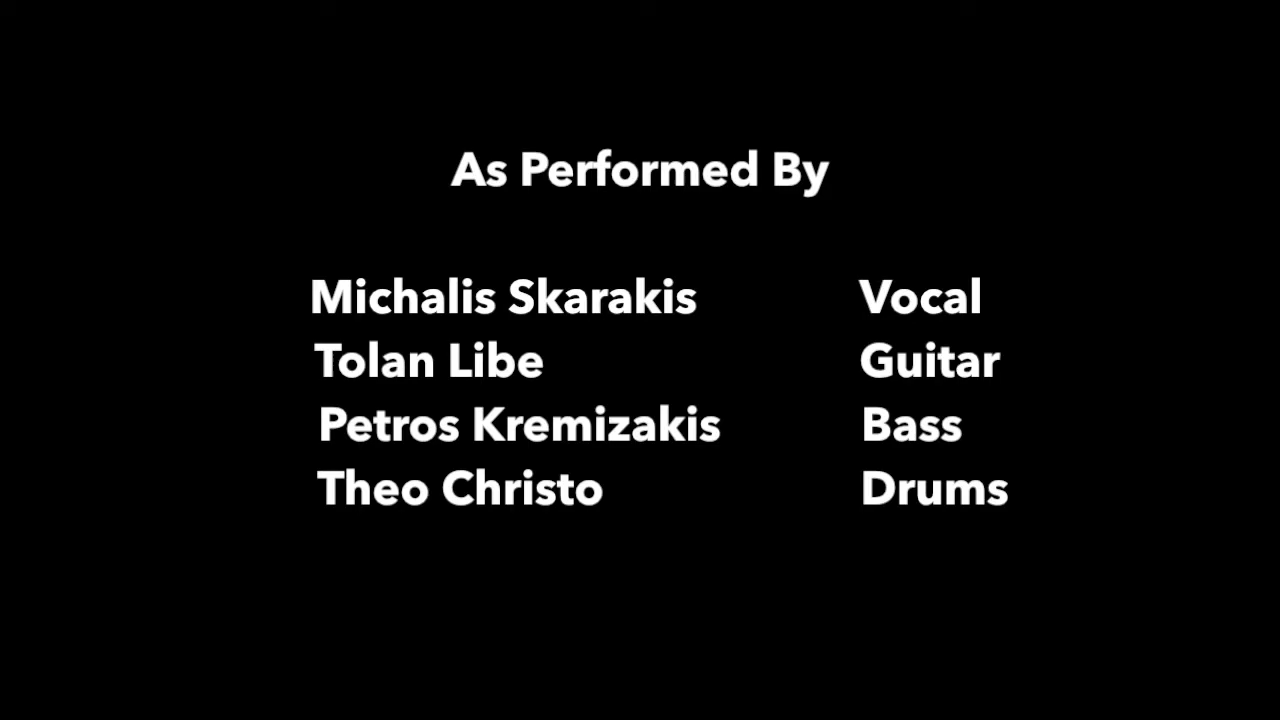 As Performed By
Michalis Skarakis Vocal
Tolan Libe Guitar
Petros Kremizakis Bass
Theo Christo Drums